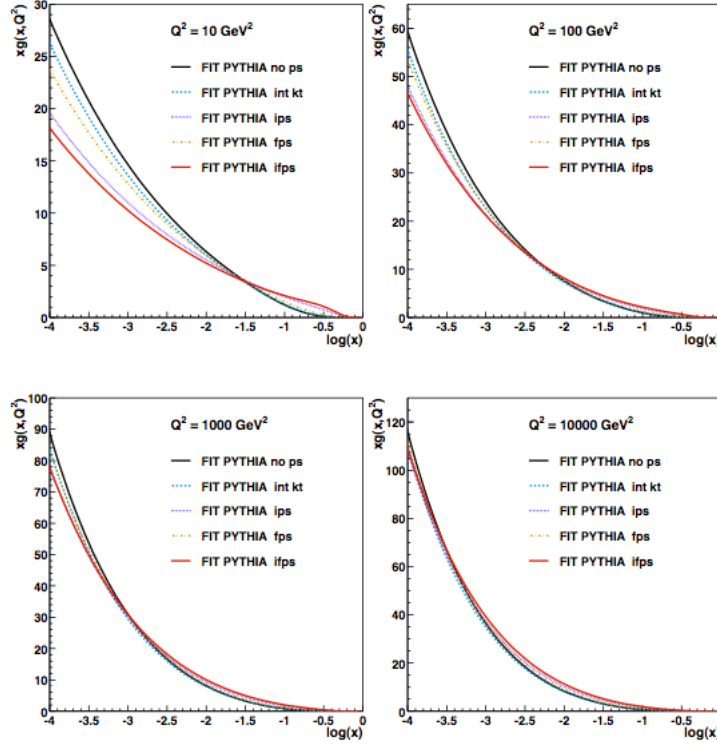 xg(x,Q²)
30
25
20
15
10
5
0
Q² = 10 GeV²
FIT PYTHIA no ps
FIT PYTHIA int kt
FIT PYTHIA ips
FIT PYTHIA fps
FIT PYTHIA ifps
-4 -3.5 -3 -2.5 -2 -1.5 -1 -0.5 0
log(x)
xg(x,Q²)
60
50
40
30
20
10
0
Q² = 100 GeV²
FIT PYTHIA no ps
FIT PYTHIA int kt
FIT PYTHIA ips
FIT PYTHIA fps
FIT PYTHIA ifps
-4 -3.5 -3 -2.5 -2 -1.5 -1 -0.5
log(x)
xg(x,Q²)
100
90
80
70
60
50
40
30
20
10
0
Q² = 1000 GeV²
FIT PYTHIA no ps
FIT PYTHIA int kt
FIT PYTHIA ips
FIT PYTHIA fps
FIT PYTHIA ifps
-4 -3.5 -3 -2.5 -2 -1.5 -1 -0.5 0
log(x)
xg(x,Q²)
120
100
80
60
40
20
0
Q² = 10000 GeV²
FIT PYTHIA no ps
FIT PYTHIA int kt
FIT PYTHIA ips
FIT PYTHIA fps
FIT PYTHIA ifps
-4 -3.5 -3 -2.5 -2 -1.5 -1 -0.5
log(x)